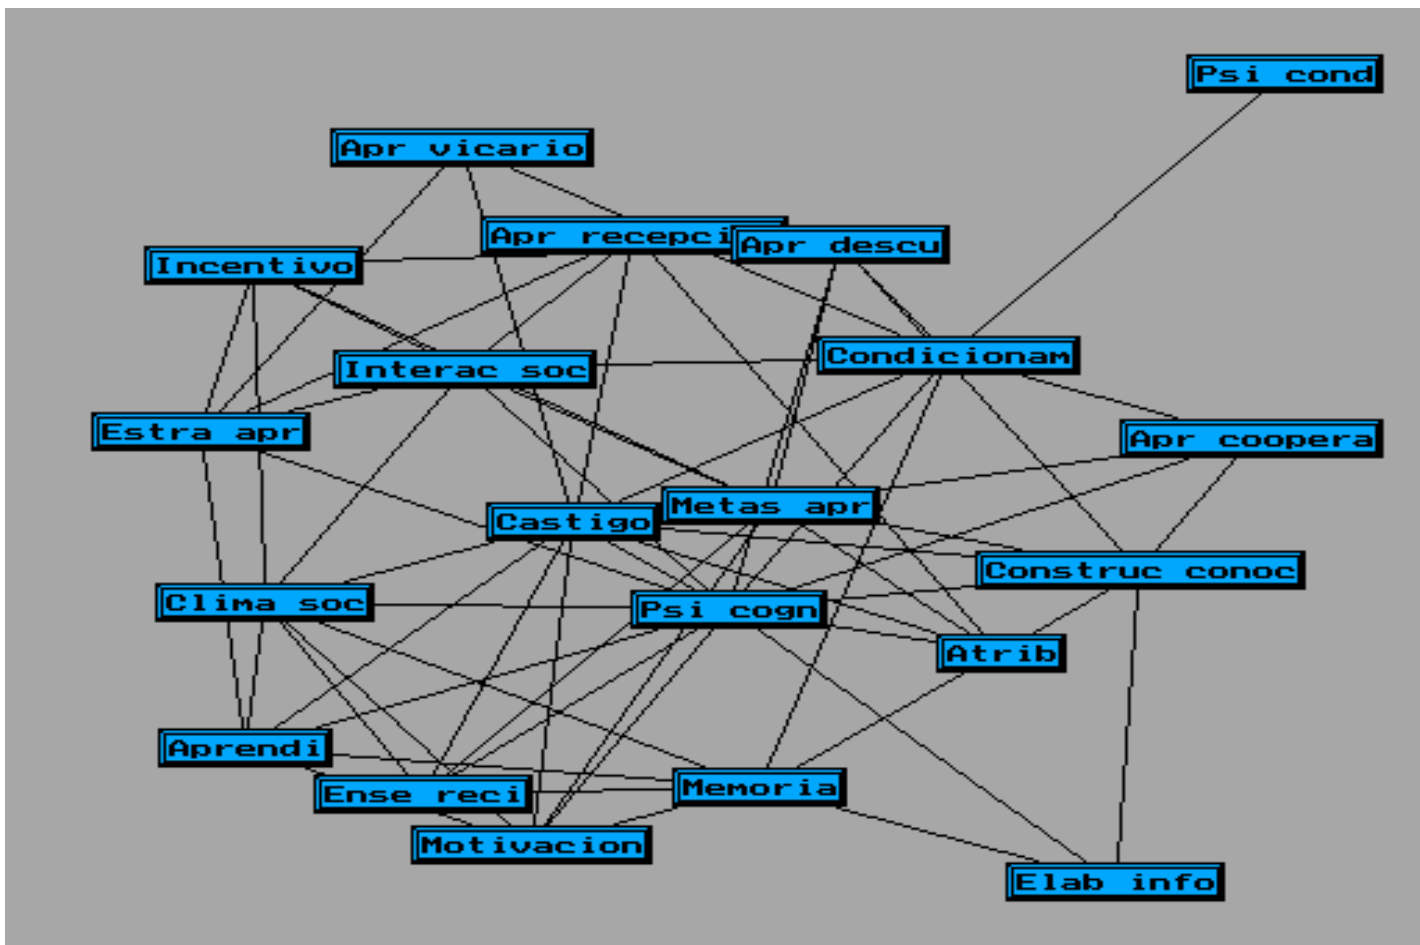 Psi cond
Apr vicario
Apr recepci
Apr descu
Incentivo
Condicionam
Interac soc
Estra apr
Apr coopera
Metas apr
Castigo
Construc conoc
Clima soc
Psi cogn
Atrib
Aprendi
Memoria
Ense reci
Motivacion
Elab info